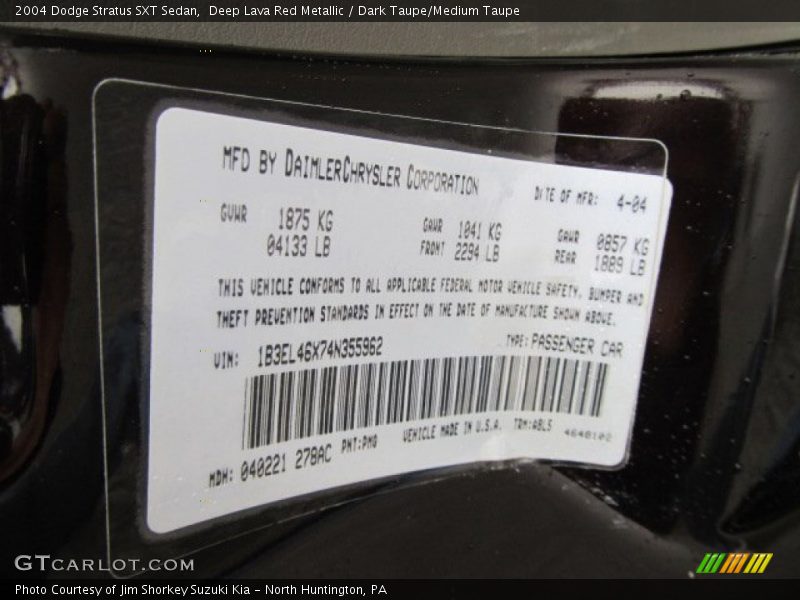 2004 Dodge Stratus SXT Sedan,  Deep Lava Red Metallic / Dark Taupe/Medium Taupe
MFD BY DAIMLERCHRYSLER CORPORATION
DATE OF MFR: 4-04
GVWR 1875 KG
04133 LB
GAWR 1041 KG
FRONT 2294 LB
GAWR 0857 KG
REAR 1889 LB
THIS VEHICLE CONFORMS TO ALL APPLICABLE FEDERAL MOTOR VEHICLE SAFETY, BUMPER AND
THEFT PREVENTION STANDARDS IN EFFECT ON THE DATE OF MANUFACTURE SHOWN ABOVE.
VIN: 1B3EL46X74N355962
TYPE: PASSENGER CAR
MDH: 040221 278AC PNT:PMQ
VEHICLE MADE IN U.S.A. TRM:ABL5
4648102
GTCARLOT.COM
Photo Courtesy of Jim Shorkey Suzuki Kia - North Huntington, PA